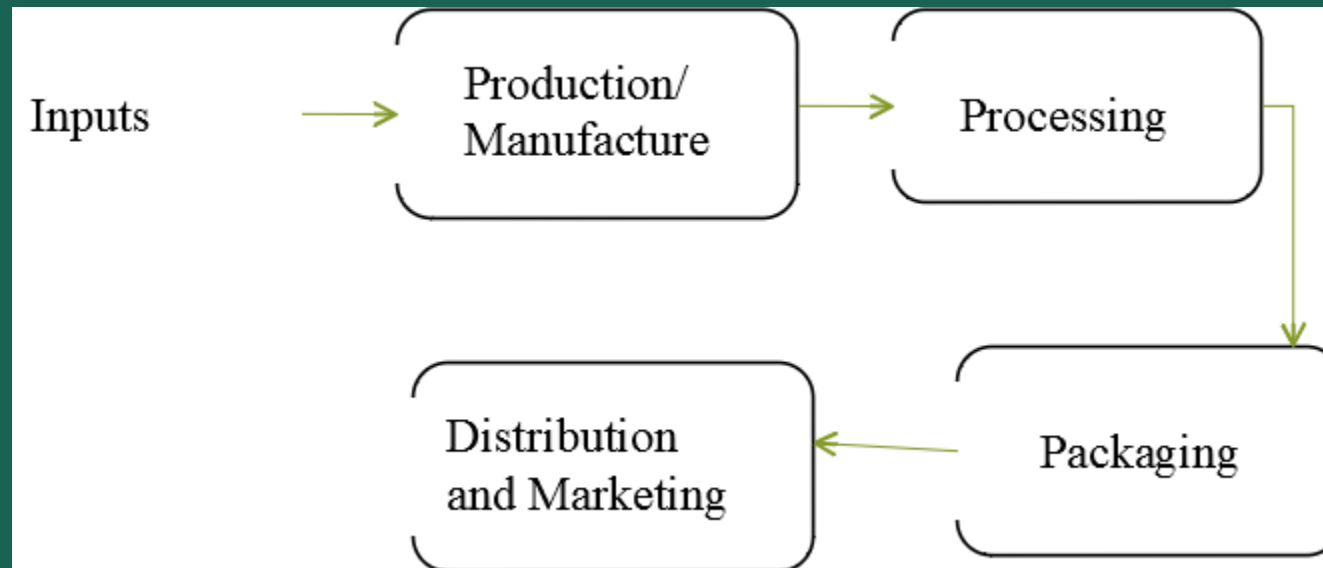 Inputs
Production/
Manufacture
Processing
Distribution
and Marketing
Packaging